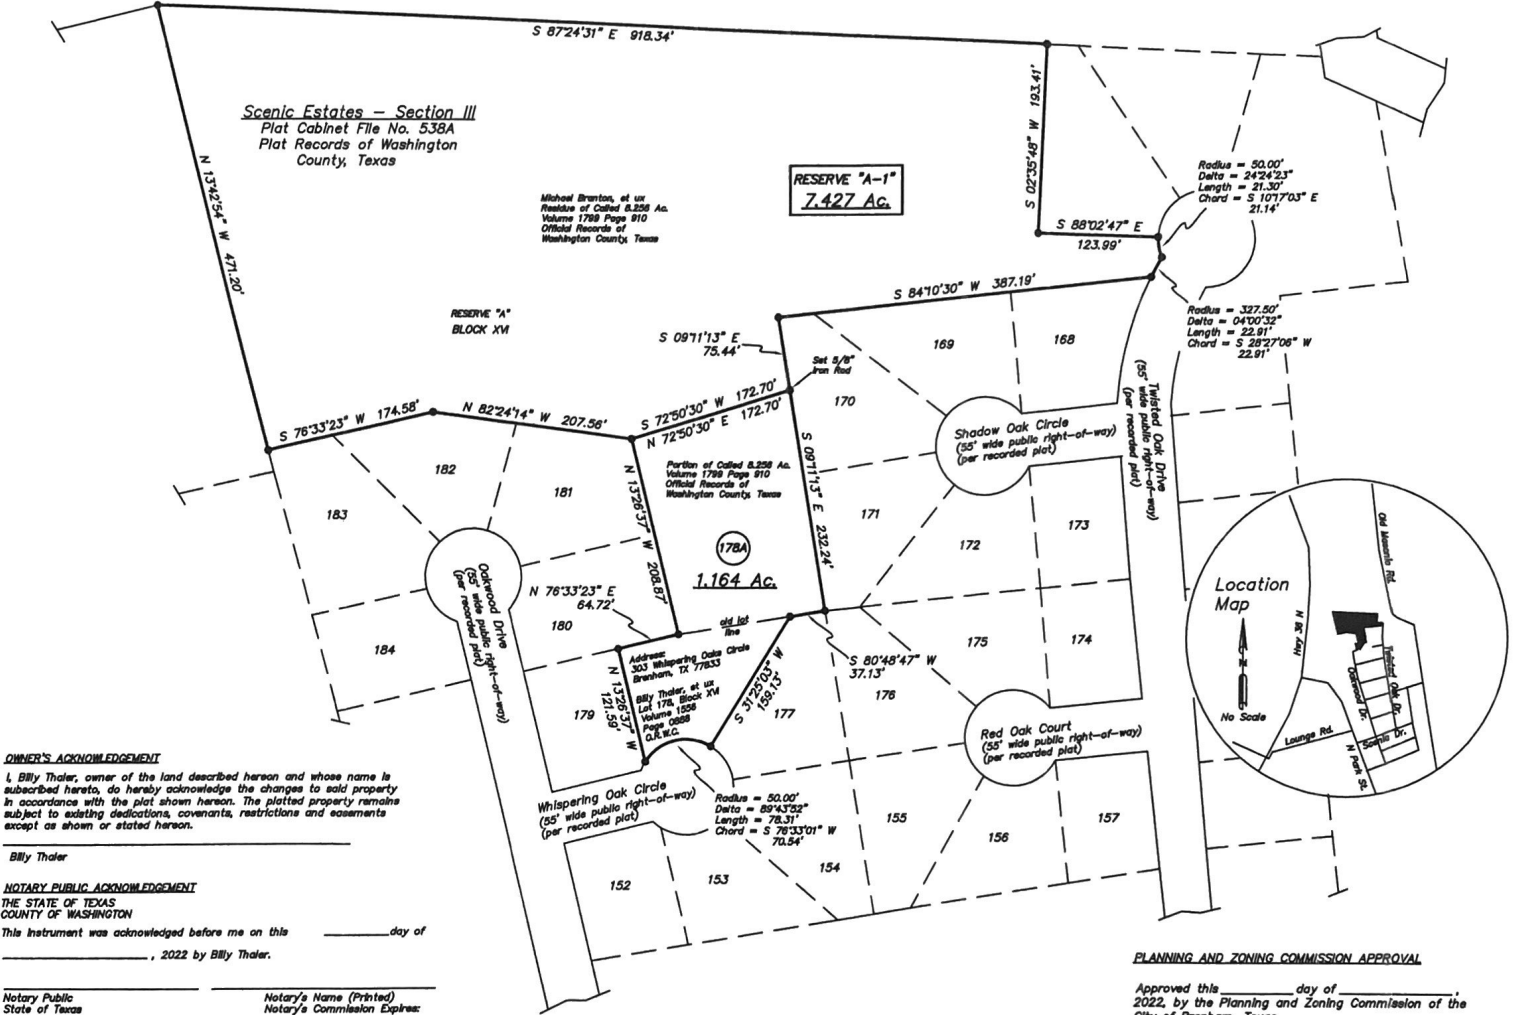 S 87°24'31" E 918.34'
Scenic Estates – Section III
Plat Cabinet File No. 538A
Plat Records of Washington
County, Texas
N 13°42'54" W 471.20'
Michael Branton, et ux
Residue of Called 8.256 Ac.
Volume 1799 Page 910
Official Records of
Washington County, Texas
RESERVE "A-1"
7.427 Ac.
S 02°35'48" W 193.41'
Radius = 50.00'
Delta = 24°24'23"
Length = 21.30'
Chord = S 10°17'03" E
21.14'
S 88°02'47" E
123.99'
S 84°10'30" W 387.19'
Radius = 327.50'
Delta = 04°00'32"
Length = 22.91'
Chord = S 28°27'06" W
22.91'
RESERVE "A"
BLOCK XVI
S 09°11'13" E
75.44'
Set 5/8"
Iron Rod
169
168
170
S 76°33'23" W 174.58'
N 82°24'14" W 207.56'
S 72°50'30" W 172.70'
N 72°50'30" E 172.70'
Shadow Oak Circle
(55' wide public right-of-way)
(per recorded plat)
Twisted Oak Drive
(55' wide public right-of-way)
(per recorded plat)
182
181
183
184
180
179
Portion of Called 8.256 Ac.
Volume 1799 Page 910
Official Records of
Washington County, Texas
N 13°26'37" W 208.87'
S 09°11'13" E 232.24'
178A
1.164 Ac.
171
172
173
Oakwood Drive
(55' wide public right-of-way)
(per recorded plat)
N 76°33'23" E
64.72'
old lot
line
Address:
303 Whispering Oaks Circle
Brenham, TX 77833
Billy Thaler, et ux
Lot 178, Block XVI
Volume 1556
Page 0888
O.R.W.C.
N 13°26'37" W
121.59'
S 31°25'03" W
159.13'
177
S 80°48'47" W
37.13'
176
175
174
Red Oak Court
(55' wide public right-of-way)
(per recorded plat)
Whispering Oak Circle
(55' wide public right-of-way)
(per recorded plat)
Radius = 50.00'
Delta = 89°43'52"
Length = 78.31'
Chord = S 76°33'01" W
70.54'
152
153
154
155
156
157
Location
Map
N
No Scale
Hwy 36 N
Old Masonic Rd.
Oakwood Dr.
Twisted Oak Dr.
Scenic Dr.
Lounge Rd.
N Park St.
OWNER'S ACKNOWLEDGEMENT
I, Billy Thaler, owner of the land described hereon and whose name is
subscribed hereto, do hereby acknowledge the changes to said property
in accordance with the plat shown hereon. The platted property remains
subject to existing dedications, covenants, restrictions and easements
except as shown or stated hereon.
Billy Thaler
NOTARY PUBLIC ACKNOWLEDGEMENT
THE STATE OF TEXAS
COUNTY OF WASHINGTON
This instrument was acknowledged before me on this ________ day of
________________, 2022 by Billy Thaler.
Notary Public
State of Texas
Notary's Name (Printed)
Notary's Commission Expires:
PLANNING AND ZONING COMMISSION APPROVAL
Approved this ________ day of ____________,
2022, by the Planning and Zoning Commission of the
City of Brenham, Texas